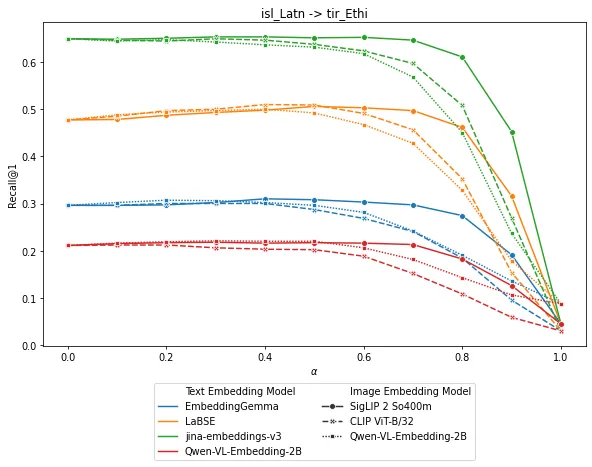 isl_Latn -> tir_Ethi
Recall@1
0.6
0.5
0.4
0.3
0.2
0.1
0.0
0.0 0.2 0.4 0.6 0.8 1.0
α
Text Embedding Model Image Embedding Model
EmbeddingGemma SigLIP 2 So400m
LaBSE CLIP ViT-B/32
jina-embeddings-v3 Qwen-VL-Embedding-2B
Qwen-VL-Embedding-2B